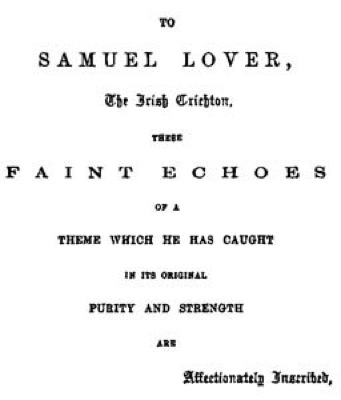 TO
SAMUEL LOVER,
The Irish Crichton,
THESE
FAINT ECHOES
OF A
THEME WHICH HE HAS CAUGHT
IN ITS ORIGINAL
PURITY AND STRENGTH
ARE
Affectionately Inscribed,